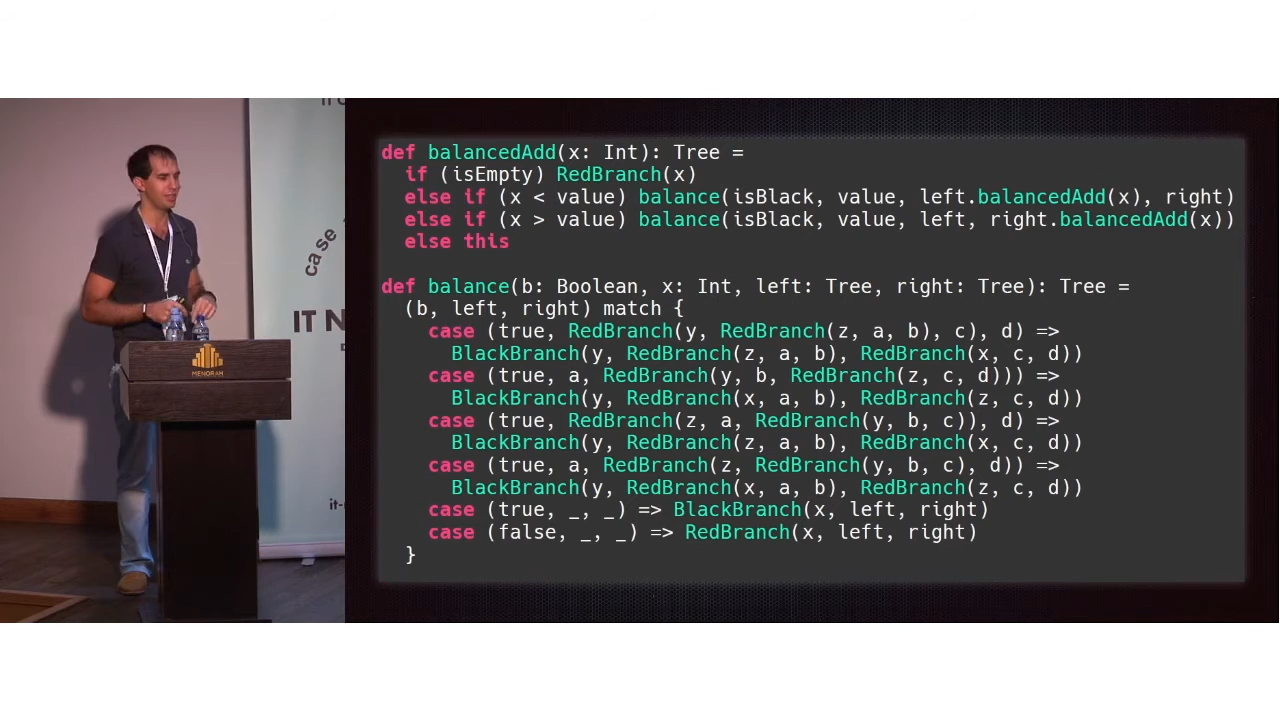 case
IT N
it-
MENORAH
def balancedAdd(x: Int): Tree =
  if (isEmpty) RedBranch(x)
  else if (x < value) balance(isBlack, value, left.balancedAdd(x), right)
  else if (x > value) balance(isBlack, value, left, right.balancedAdd(x))
  else this
def balance(b: Boolean, x: Int, left: Tree, right: Tree): Tree =
  (b, left, right) match {
    case (true, RedBranch(y, RedBranch(z, a, b), c), d) =>
      BlackBranch(y, RedBranch(z, a, b), RedBranch(x, c, d))
    case (true, a, RedBranch(y, b, RedBranch(z, c, d))) =>
      BlackBranch(y, RedBranch(x, a, b), RedBranch(z, c, d))
    case (true, RedBranch(z, a, RedBranch(y, b, c)), d) =>
      BlackBranch(y, RedBranch(z, a, b), RedBranch(x, c, d))
    case (true, a, RedBranch(z, RedBranch(y, b, c), d)) =>
      BlackBranch(y, RedBranch(x, a, b), RedBranch(z, c, d))
    case (true, _, _) => BlackBranch(x, left, right)
    case (false, _, _) => RedBranch(x, left, right)
  }